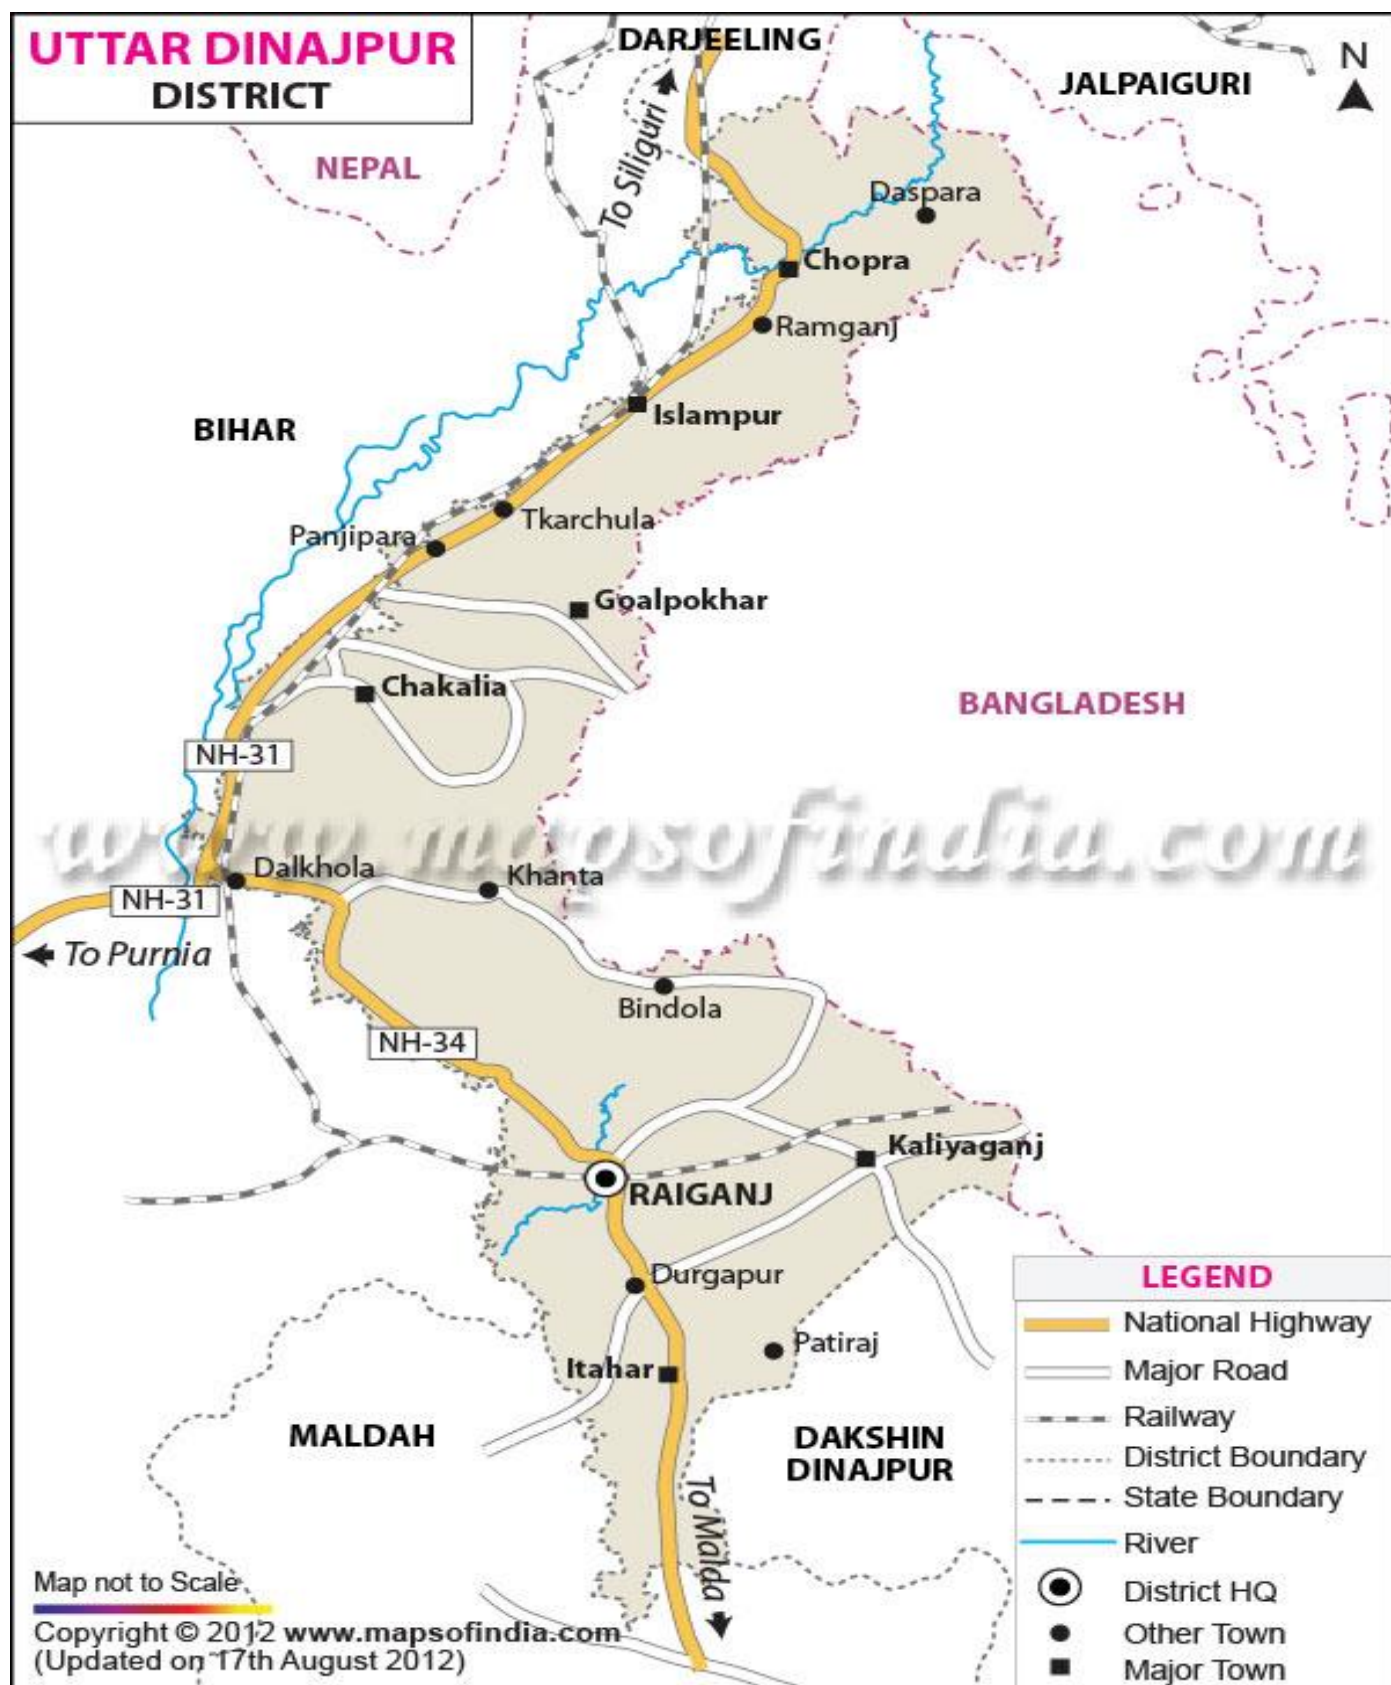 UTTAR DINAJPUR
DISTRICT
DARJEELING
N
JALPAIGURI
NEPAL
To Siliguri
Daspara
Chopra
Ramganj
BIHAR
Islampur
Tkarchula
Panjipara
Goalpokhar
Chakalia
BANGLADESH
NH-31
www.mapsofindia.com
Dalkhola
Khanta
NH-31
To Purnia
Bindola
NH-34
Kaliyaganj
RAIGANJ
Durgapur
Patiraj
Itahar
MALDAH
DAKSHIN
DINAJPUR
To Malda
LEGEND
National Highway
Major Road
Railway
District Boundary
State Boundary
River
District HQ
Other Town
Major Town
Map not to Scale
Copyright © 2012 www.mapsofindia.com
(Updated on 17th August 2012)